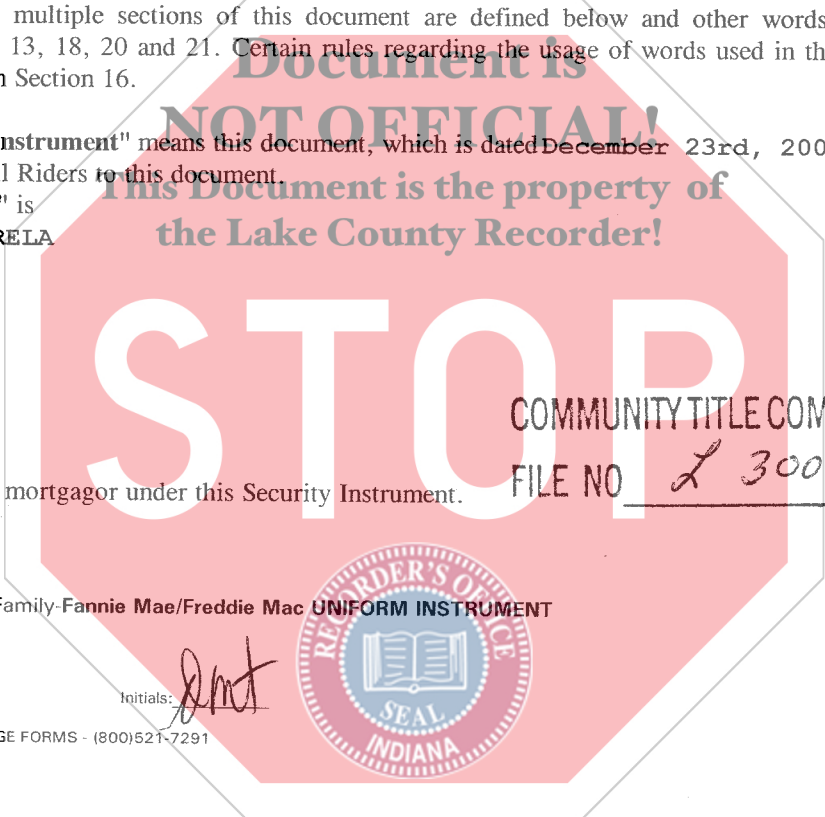 multiple sections of this document are defined below and other words
13, 18, 20 and 21. Certain rules regarding the usage of words used in th
Section 16.
Document is
NOT OFFICIAL!
nstrument" means this document, which is dated December 23rd, 200
l Riders to this document.
This Document is the property of
" is
the Lake County Recorder!
RELA
STOP
COMMUNITY TITLE COM
FILE NO L 300
mortgagor under this Security Instrument.
RECORDER'S OFFICE
Family-Fannie Mae/Freddie Mac UNIFORM INSTRUMENT
SEAL
INDIANA
Initials: 
GE FORMS - (800)521-7291